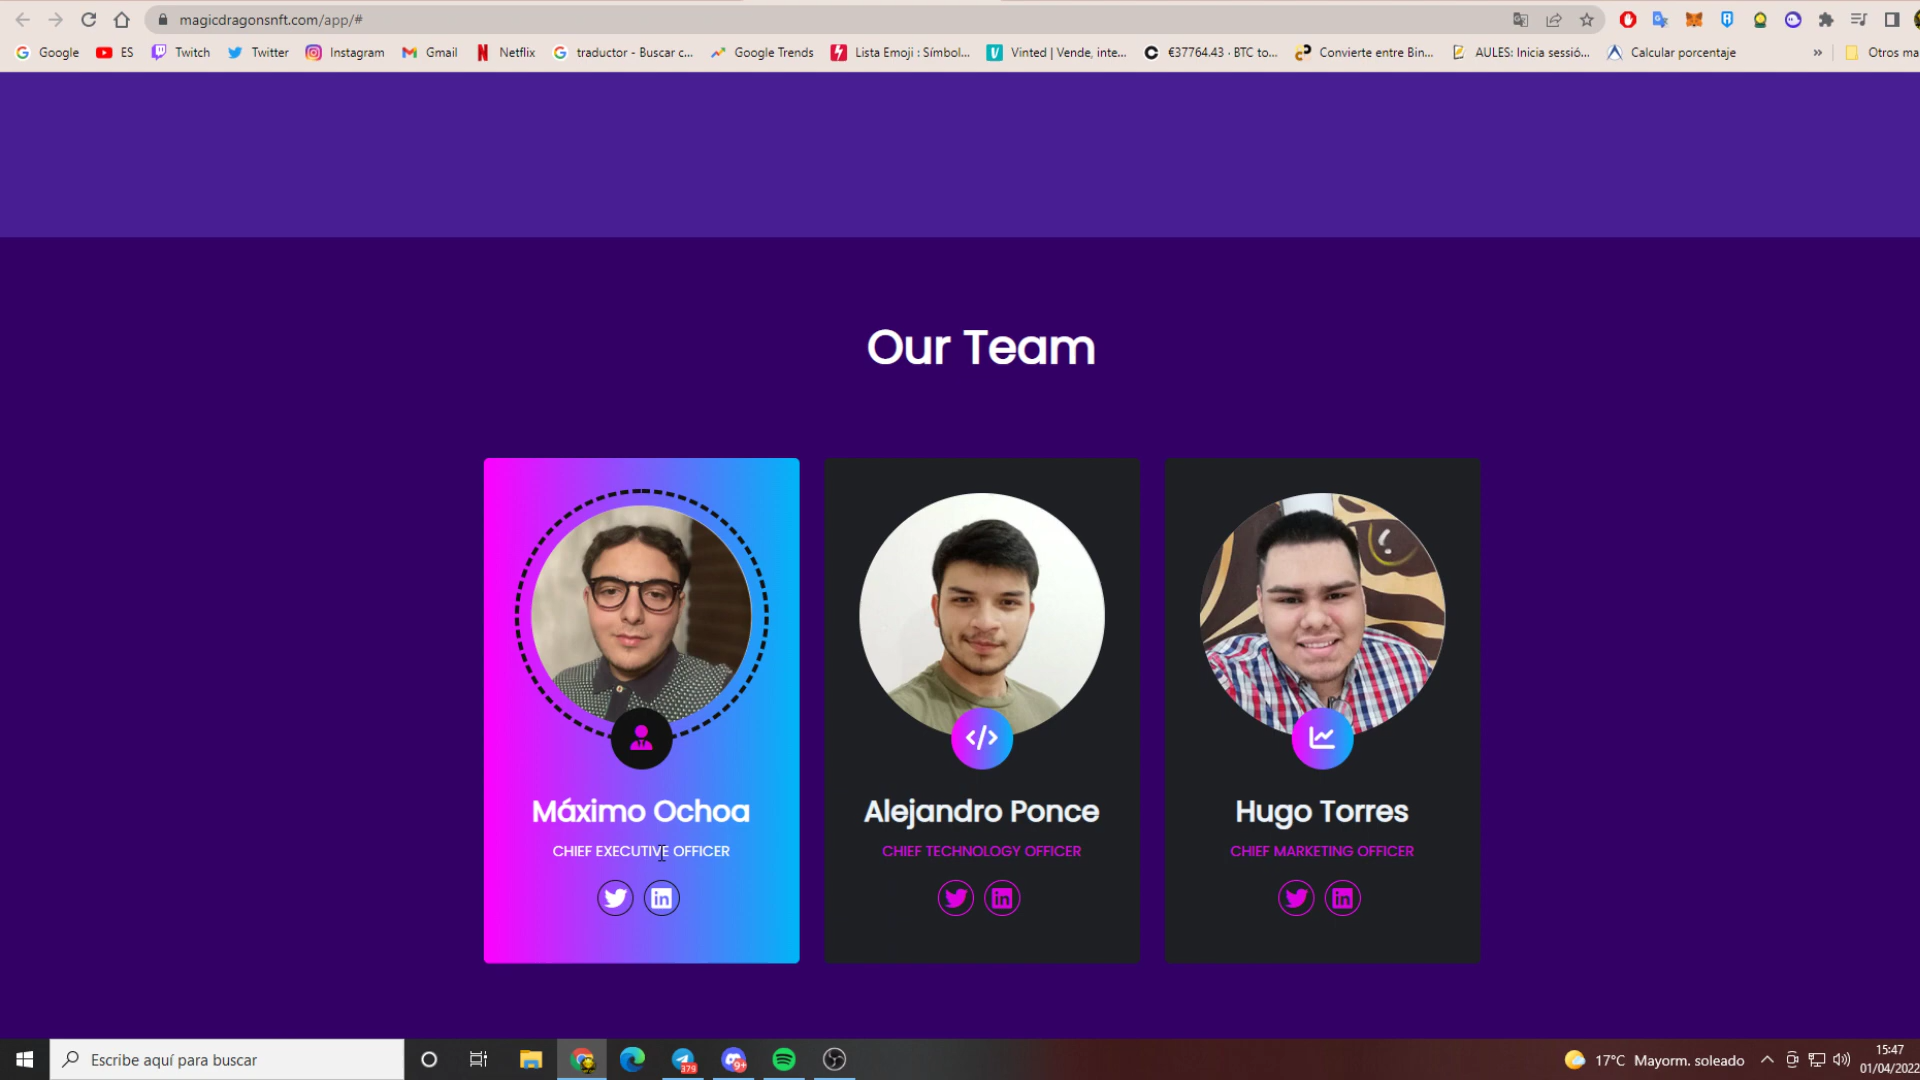 magicdragonsnft.com/app/#
Google ES Twitch Twitter Instagram Gmail Netflix traductor - Buscar c... Google Trends Lista Emoji : Símbol... Vinted | Vende, inte... €37764.43 · BTC to... Convierte entre Bin... AULES: Inicia sessió... Calcular porcentaje » Otros ma
Our Team
Máximo Ochoa Alejandro Ponce Hugo Torres
CHIEF EXECUTIVE OFFICER CHIEF TECHNOLOGY OFFICER CHIEF MARKETING OFFICER
Escribe aquí para buscar 379 9+ 17°C Mayorm. soleado 15:47
01/04/2022